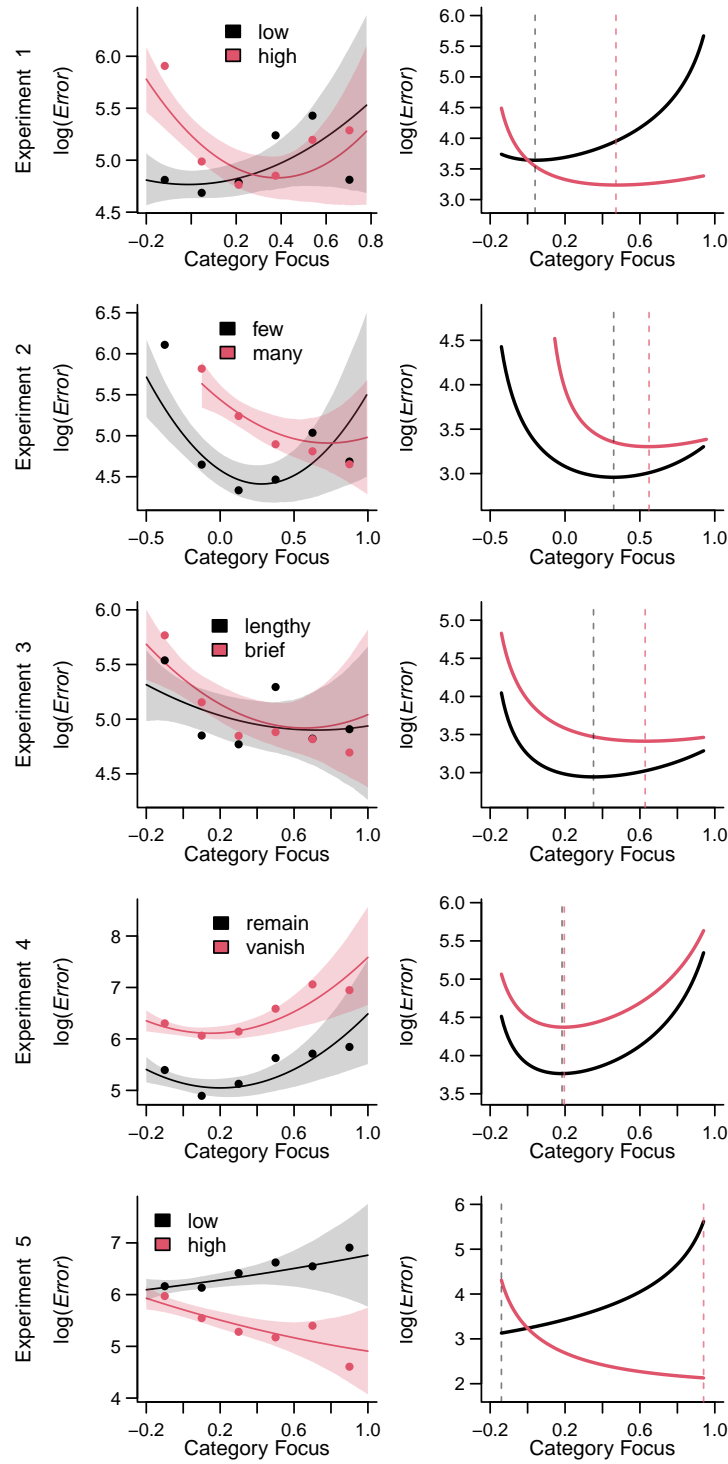 Experiment 1
log(Error)
6.0
5.5
5.0
4.5
low
high
−0.2 0.2 0.4 0.6 0.8
Category Focus
log(Error)
6.0
5.5
5.0
4.5
4.0
3.5
3.0
−0.2 0.2 0.6 1.0
Category Focus
Experiment 2
log(Error)
6.5
6.0
5.5
5.0
4.5
few
many
−0.5 0.0 0.5 1.0
Category Focus
log(Error)
4.5
4.0
3.5
3.0
−0.5 0.0 0.5 1.0
Category Focus
Experiment 3
log(Error)
6.0
5.5
5.0
4.5
lengthy
brief
−0.2 0.2 0.6 1.0
Category Focus
log(Error)
5.0
4.5
4.0
3.5
3.0
−0.2 0.2 0.6 1.0
Category Focus
Experiment 4
log(Error)
8
7
6
5
remain
vanish
−0.2 0.2 0.6 1.0
Category Focus
log(Error)
6.0
5.5
5.0
4.5
4.0
3.5
−0.2 0.2 0.6 1.0
Category Focus
Experiment 5
log(Error)
7
6
5
4
low
high
−0.2 0.2 0.6 1.0
Category Focus
log(Error)
6
5
4
3
2
−0.2 0.2 0.6 1.0
Category Focus